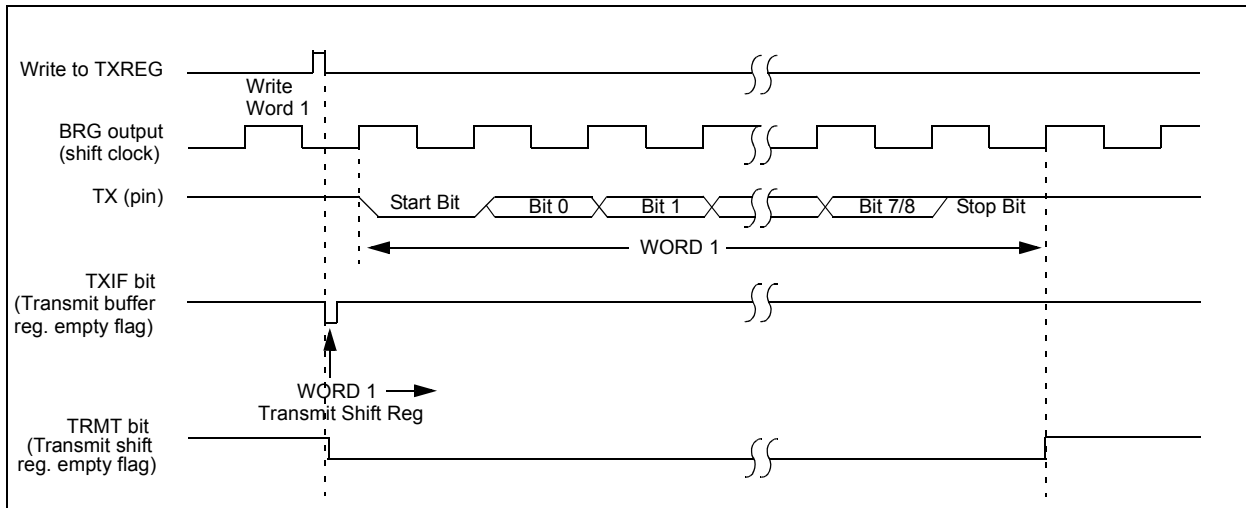 Write to TXREG
Write
Word 1
BRG output
(shift clock)
TX (pin)
Start Bit
Bit 0
Bit 1
Bit 7/8
Stop Bit
WORD 1
TXIF bit
(Transmit buffer
reg. empty flag)
WORD 1
Transmit Shift Reg
TRMT bit
(Transmit shift
reg. empty flag)